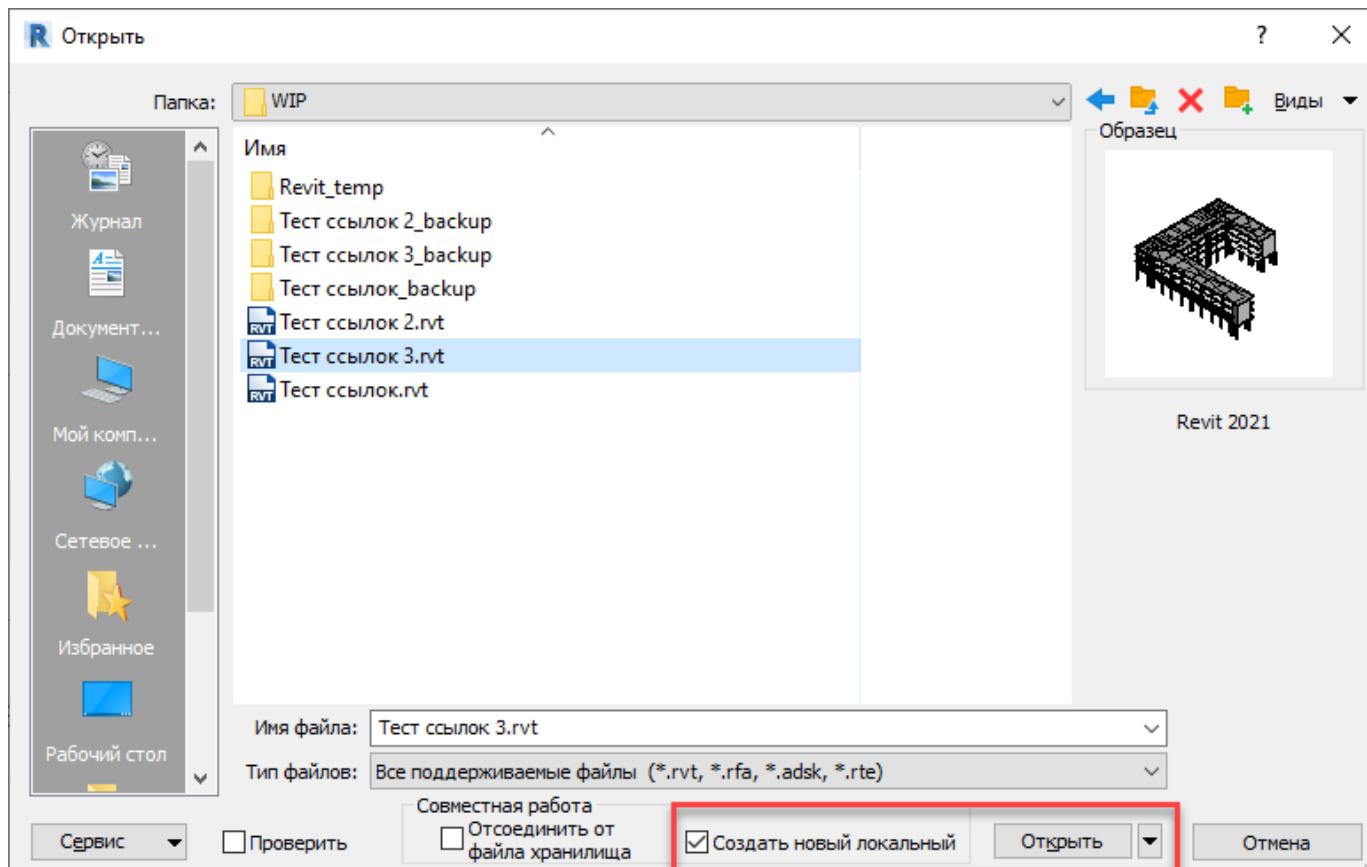 Открыть
Папка:
WIP
Виды
Имя
Revit_temp
Тест ссылок 2_backup
Тест ссылок 3_backup
Тест ссылок_backup
RVT Тест ссылок 2.rvt
RVT Тест ссылок 3.rvt
RVT Тест ссылок.rvt
Журнал
Документ...
Мой комп...
Сетевое ...
Избранное
Рабочий стол
Образец
Revit 2021
Имя файла: Тест ссылок 3.rvt
Тип файлов: Все поддерживаемые файлы (*.rvt, *.rfa, *.adsk, *.rte)
Совместная работа
Сервис
Проверить
Отсоединить от
файла хранилища
Создать новый локальный
Открыть
Отмена